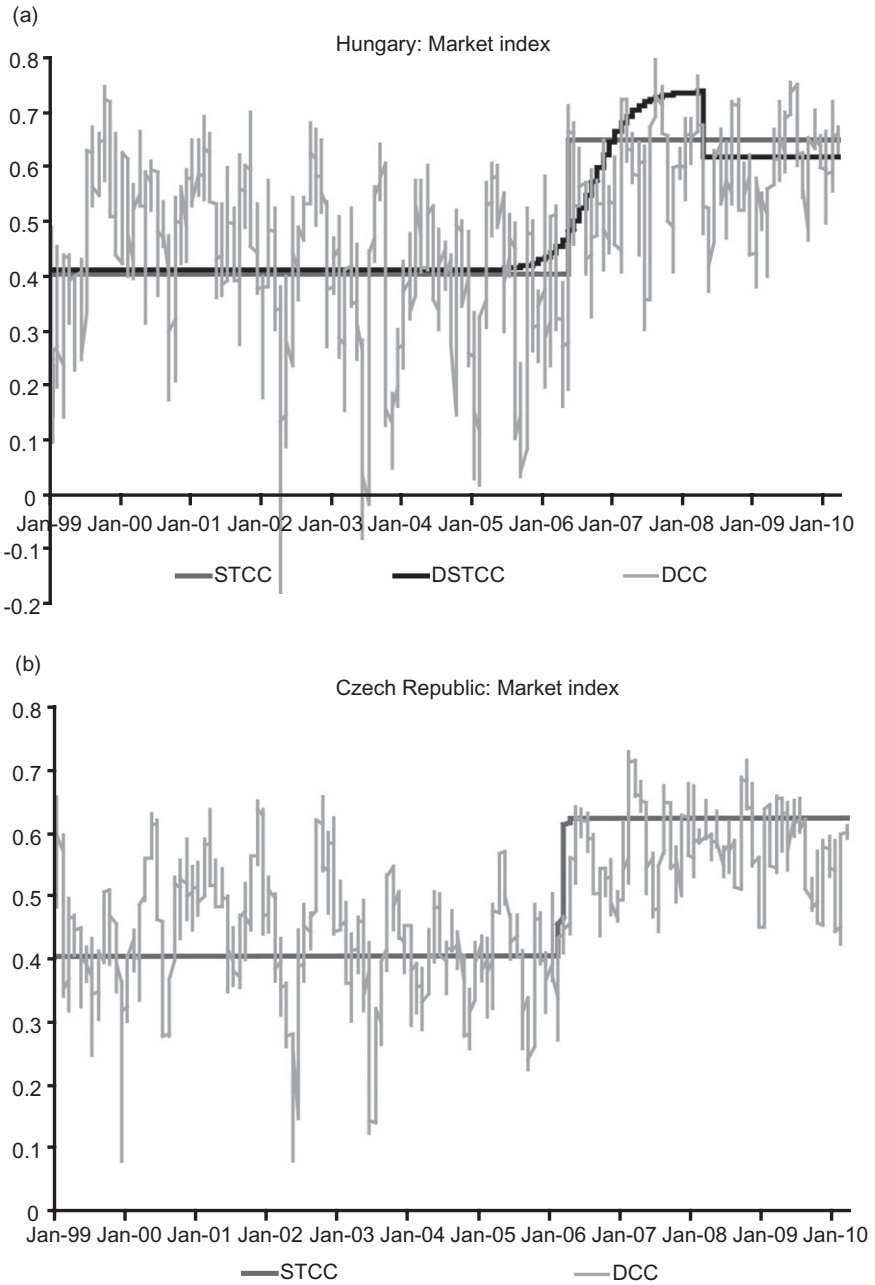 (a)
Hungary: Market index
0.8
0.7
0.6
0.5
0.4
0.3
0.2
0.1
0
Jan-99 Jan-00 Jan-01 Jan-02 Jan-03 Jan-04 Jan-05 Jan-06 Jan-07 Jan-08 Jan-09 Jan-10
-0.1
STCC DSTCC DCC
-0.2
(b)
Czech Republic: Market index
0.8
0.7
0.6
0.5
0.4
0.3
0.2
0.1
0
Jan-99 Jan-00 Jan-01 Jan-02 Jan-03 Jan-04 Jan-05 Jan-06 Jan-07 Jan-08 Jan-09 Jan-10
STCC DCC